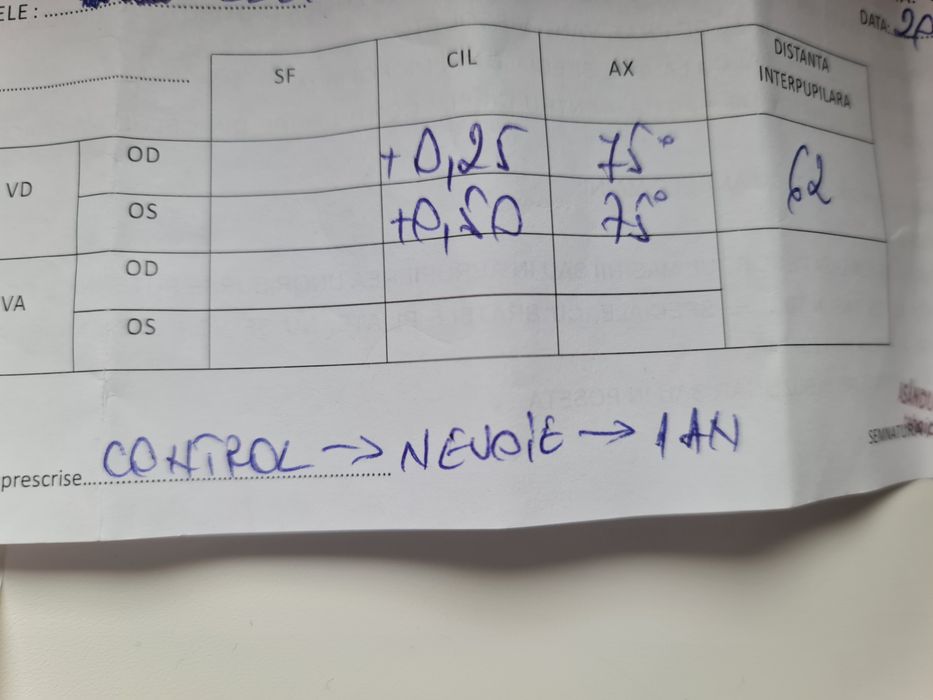 ELE :
DATA: 20
SF CIL AX DISTANTA INTERPUPILARA
VD OD +0,25 75° 62
OS +0,50 75°
VA OD
OS
prescrise CONTROL → NEVOIE → 1 AN